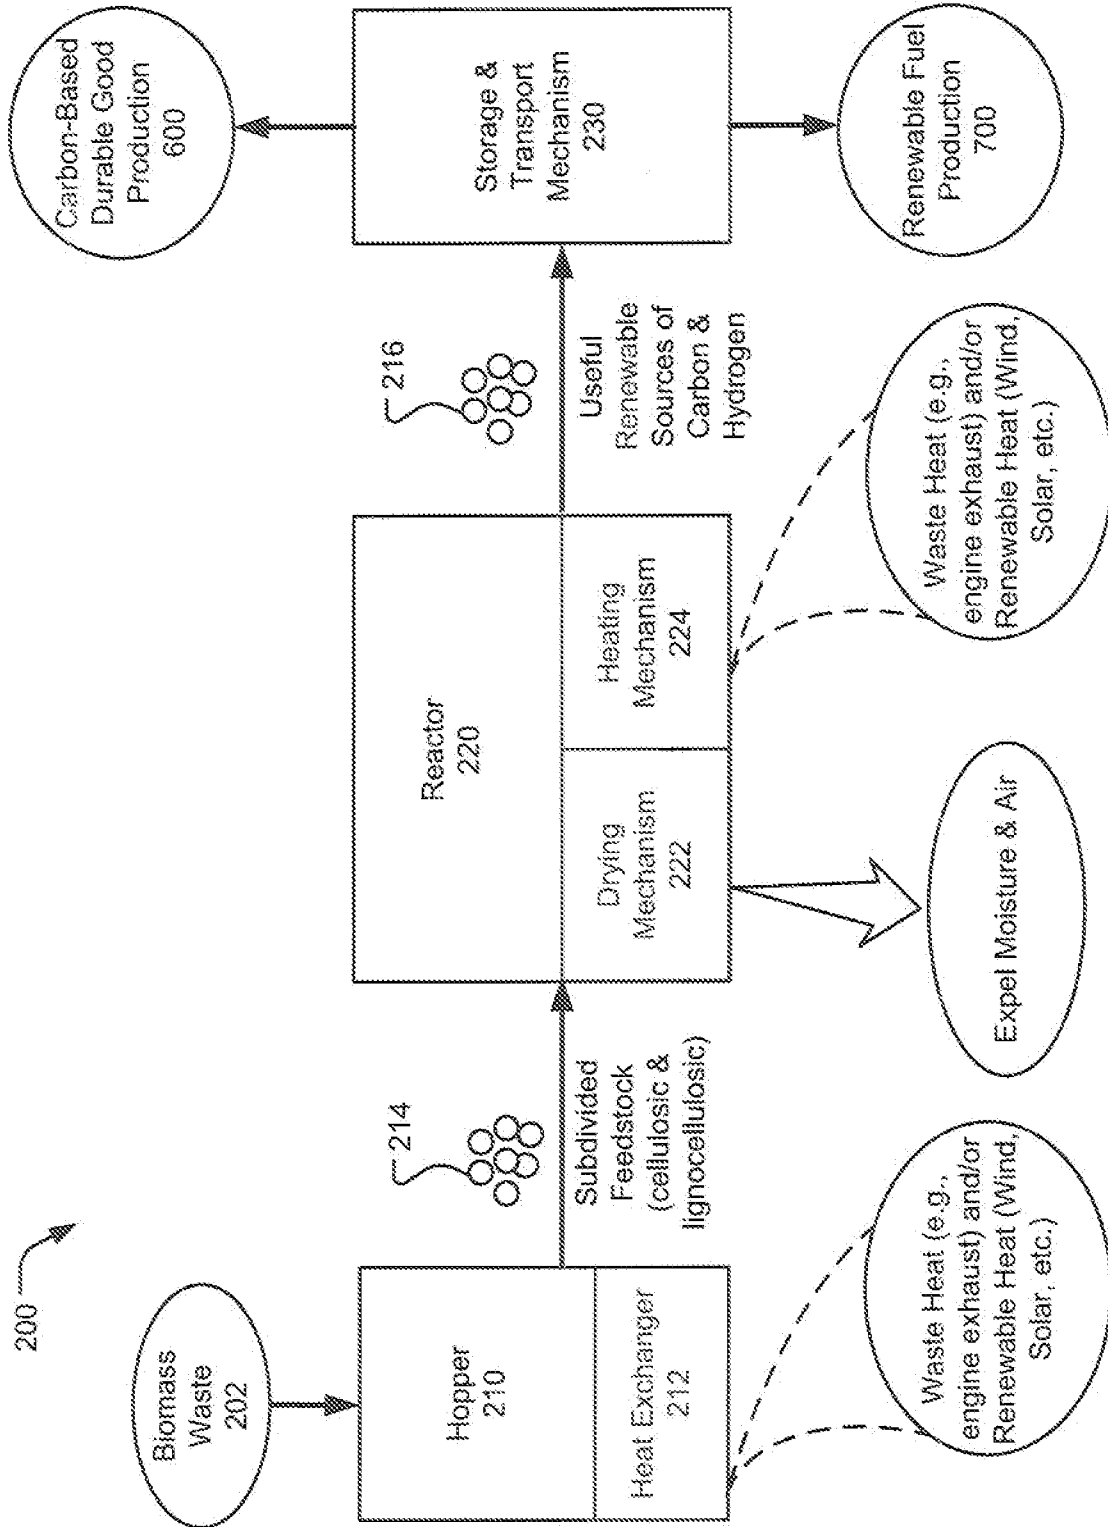 200
Biomass
Waste
202
Hopper
210
Heat Exchanger
212
Waste Heat (e.g.,
engine exhaust) and/or
Renewable Heat (Wind,
Solar, etc.)
214
Subdivided
Feedstock
(cellulosic &
lignocellulosic)
Reactor
220
Drying
Mechanism
222
Heating
Mechanism
224
Expel Moisture & Air
Waste Heat (e.g.,
engine exhaust) and/or
Renewable Heat (Wind,
Solar, etc.)
216
Useful
Renewable
Sources of
Carbon &
Hydrogen
Carbon-Based
Durable Good
Production
600
Storage &
Transport
Mechanism
230
Renewable Fuel
Production
700